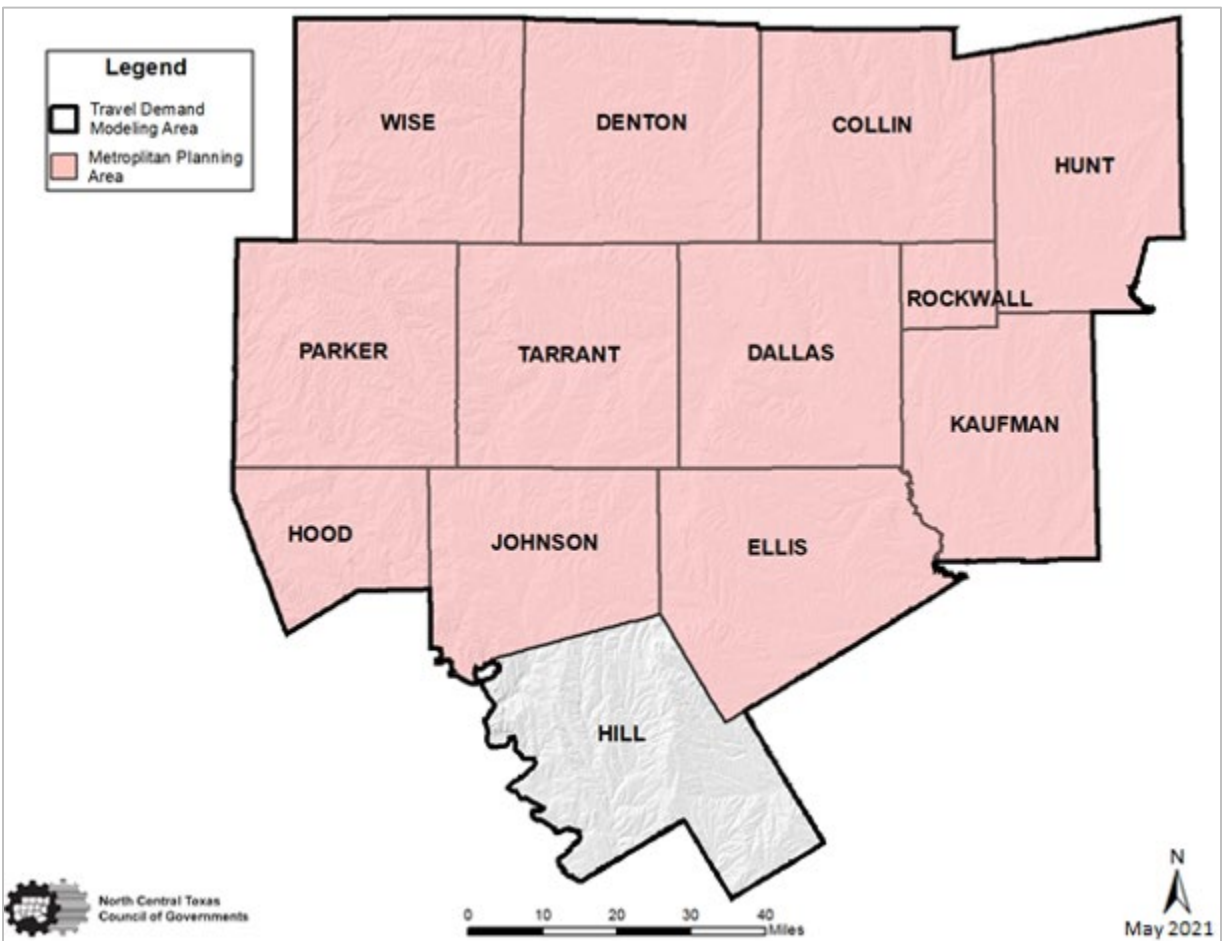 Legend
Travel Demand
Modeling Area
Metroplitan Planning
Area
WISE
DENTON
COLLIN
HUNT
ROCKWALL
PARKER
TARRANT
DALLAS
KAUFMAN
HOOD
JOHNSON
ELLIS
HILL
North Central Texas
Council of Governments
0 10 20 30 40
Miles
N
May 2021